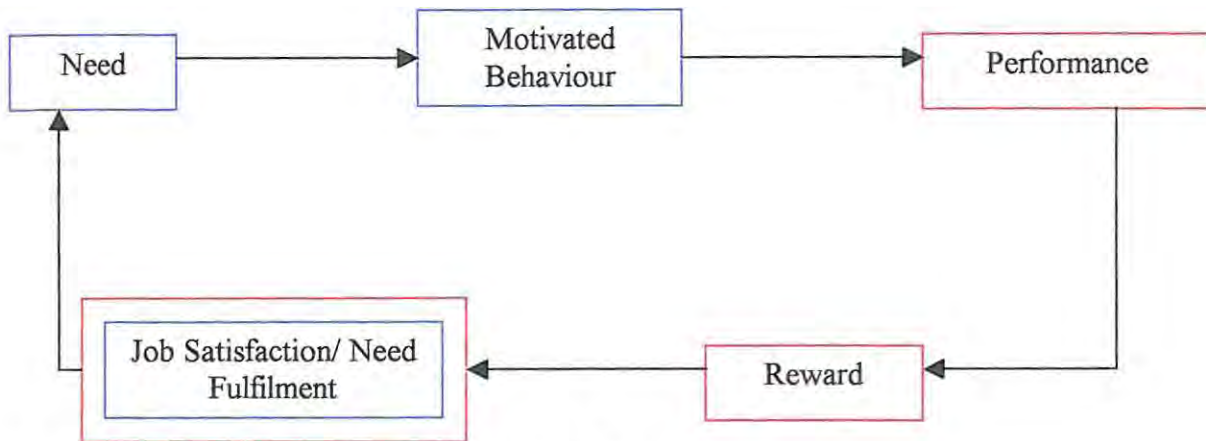 Need
Motivated
Behaviour
Performance
Job Satisfaction/ Need
Fulfilment
Reward